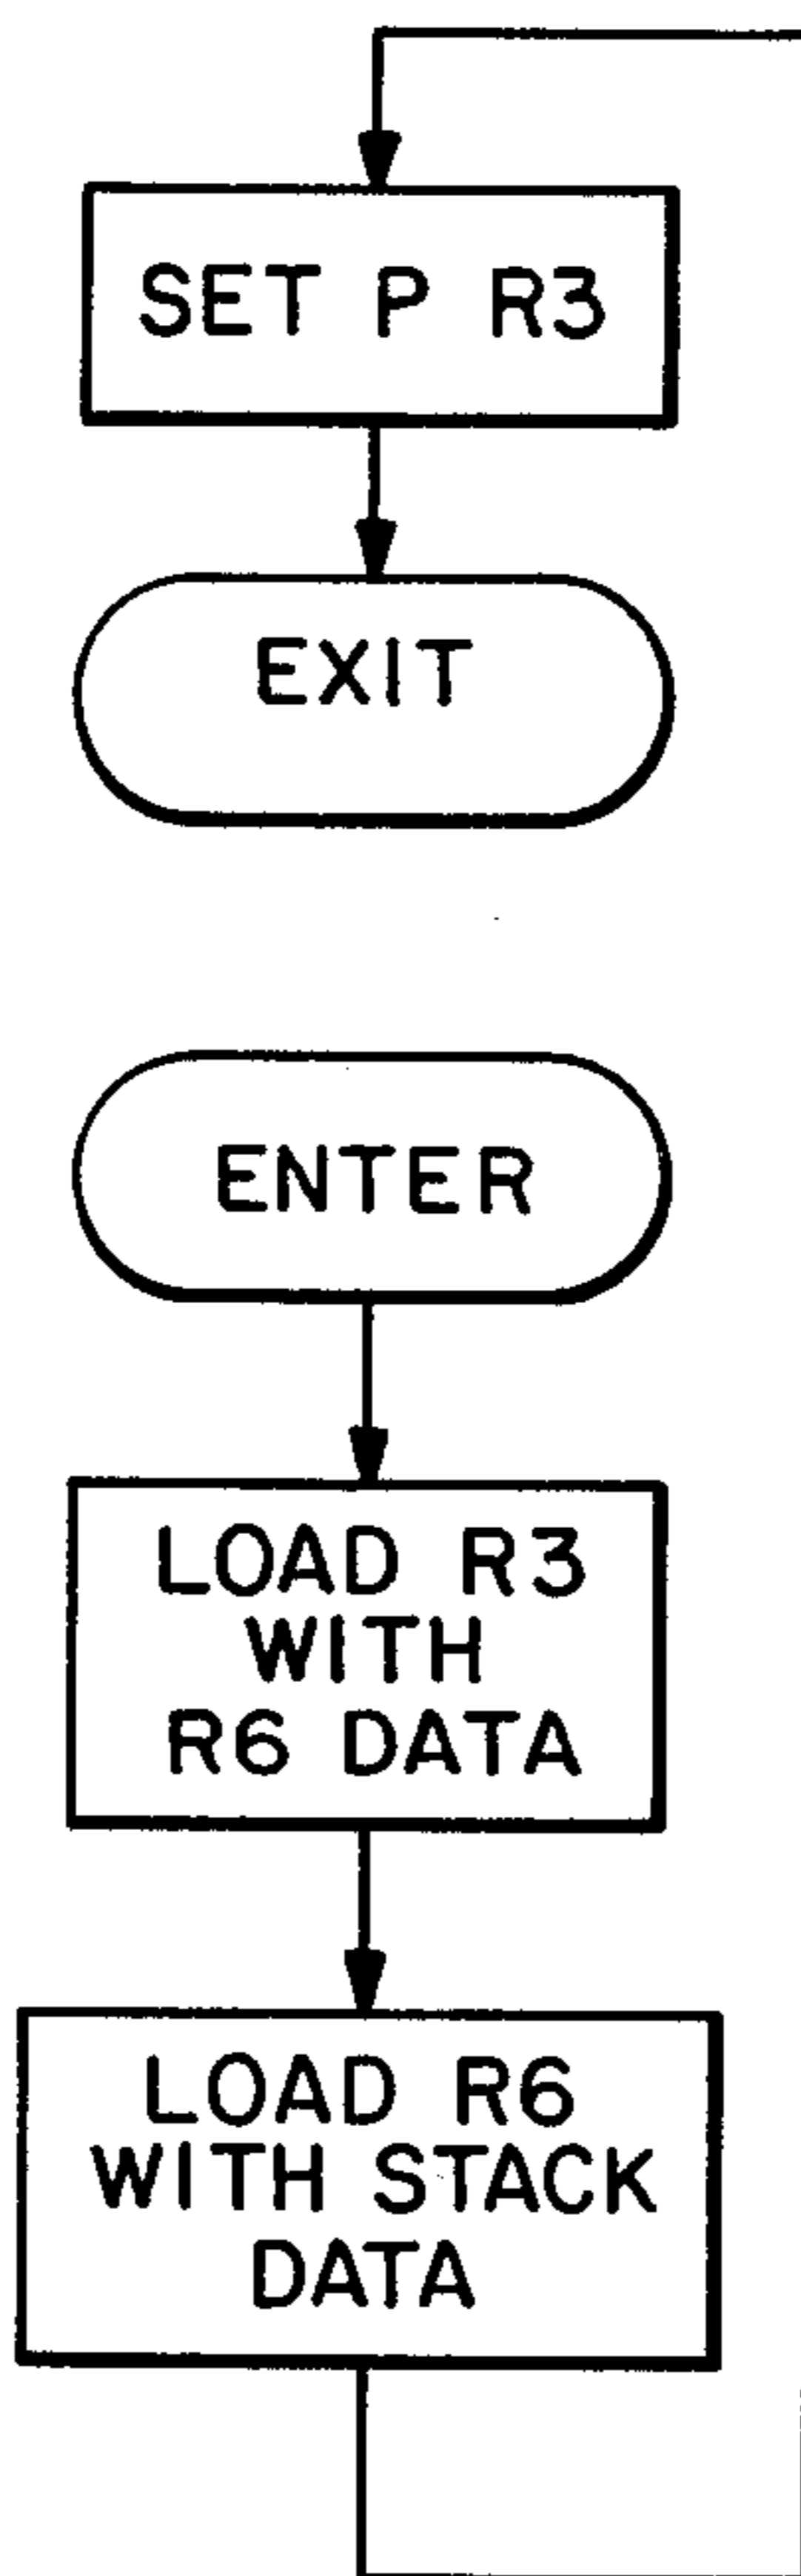 SET P R3
EXIT
ENTER
LOAD R3
WITH
R6 DATA
LOAD R6
WITH STACK
DATA